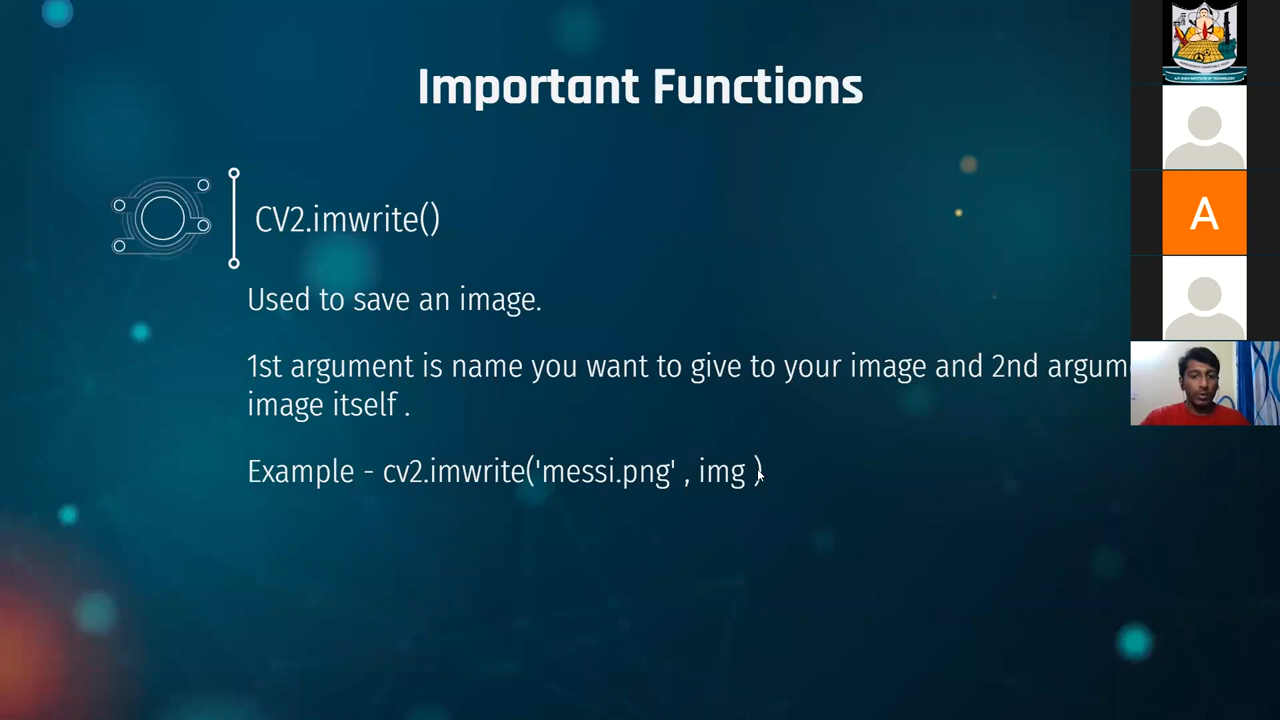 Important Functions
CV2.imwrite()
Used to save an image.
1st argument is name you want to give to your image and 2nd
image itself .
Example - cv2.imwrite('messi.png' , img )
A